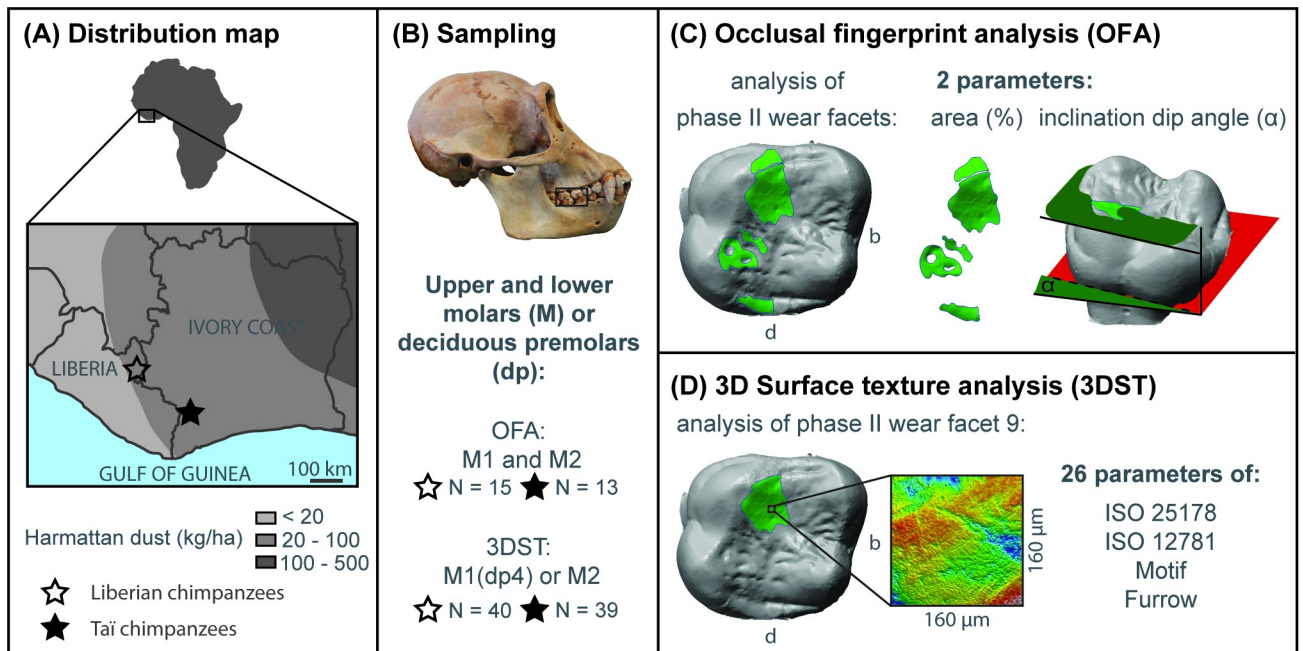 (A) Distribution map
IVORY COAST
LIBERIA
GULF OF GUINEA
100 km
Harmattan dust (kg/ha)
< 20
20 - 100
100 - 500
Liberian chimpanzees
Taï chimpanzees
(B) Sampling
Upper and lower
molars (M) or
deciduous premolars
(dp):
OFA:
M1 and M2
N = 15 N = 13
3DST:
M1(dp4) or M2
N = 40 N = 39
(C) Occlusal fingerprint analysis (OFA)
analysis of
phase II wear facets:
2 parameters:
area (%) inclination dip angle (α)
b
d
α
(D) 3D Surface texture analysis (3DST)
analysis of phase II wear facet 9:
b
d
160 µm
160 µm
26 parameters of:
ISO 25178
ISO 12781
Motif
Furrow